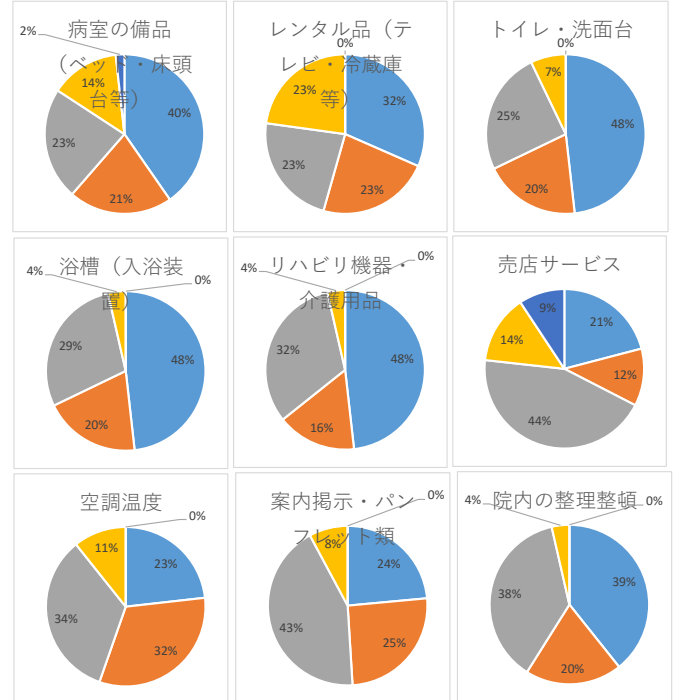 病室の備品
（ベット・床頭
台等）
2%
14%
40%
23%
21%
レンタル品（テ
レビ・冷蔵庫
等）
0%
23%
32%
23%
23%
トイレ・洗面台
0%
7%
25%
48%
20%
浴槽（入浴装
置）
4%
0%
29%
48%
20%
リハビリ機器・
介護用品
4%
0%
32%
48%
16%
売店サービス
9%
21%
14%
12%
44%
空調温度
0%
11%
23%
34%
32%
案内掲示・パン
フレット類
0%
8%
24%
43%
25%
院内の整理整頓
4%
0%
38%
39%
20%